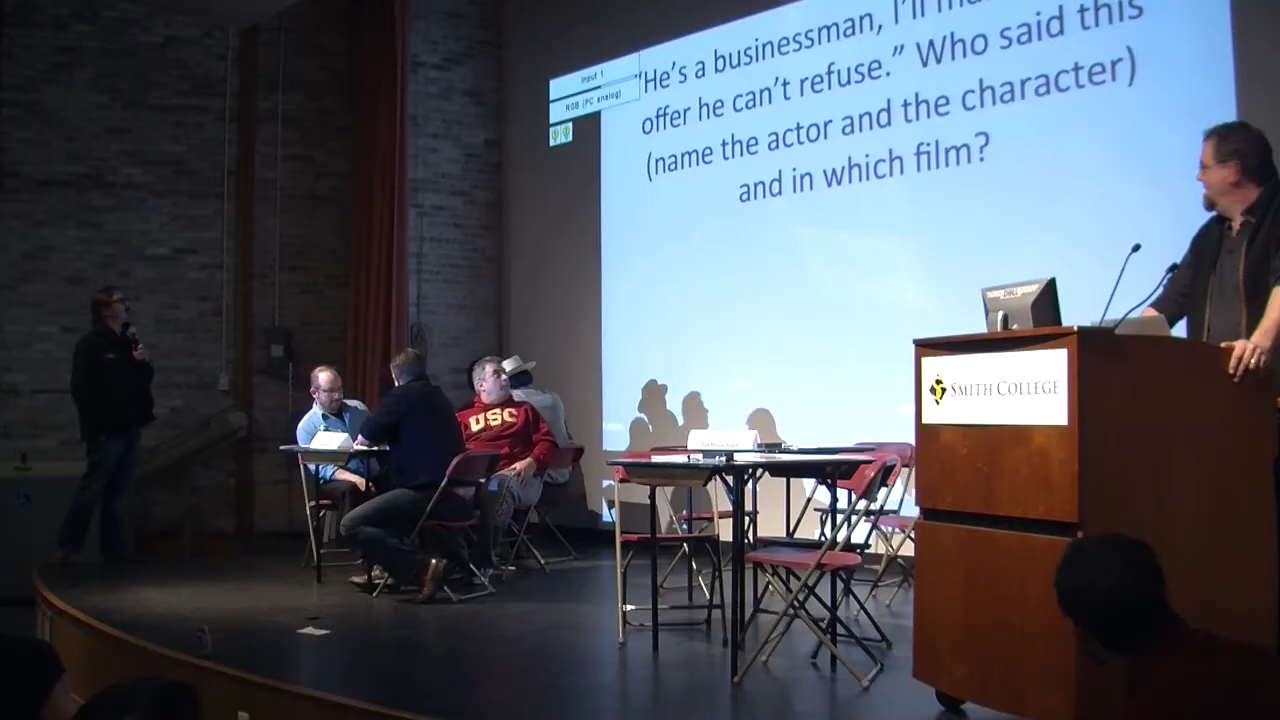 "He's a businessman, I'll
offer he can't refuse." Who said this
(name the actor and the character)
and in which film?
Input 1
RGB (PC analog)
SMITH COLLEGE
USC
DELL